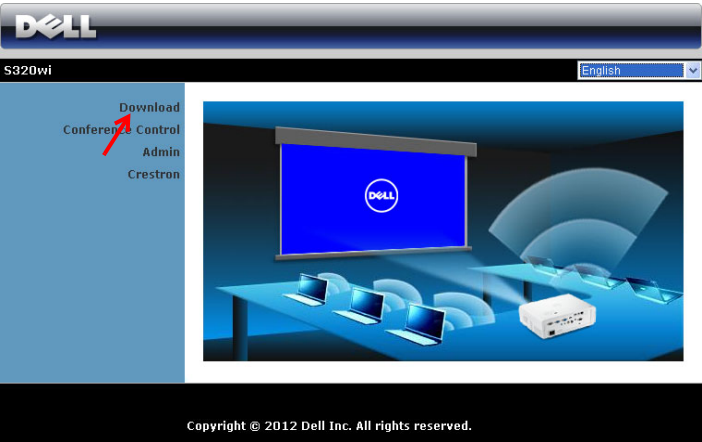 DELL
S320wi
English
Download
Conference Control
Admin
Crestron
DELL
Copyright © 2012 Dell Inc. All rights reserved.